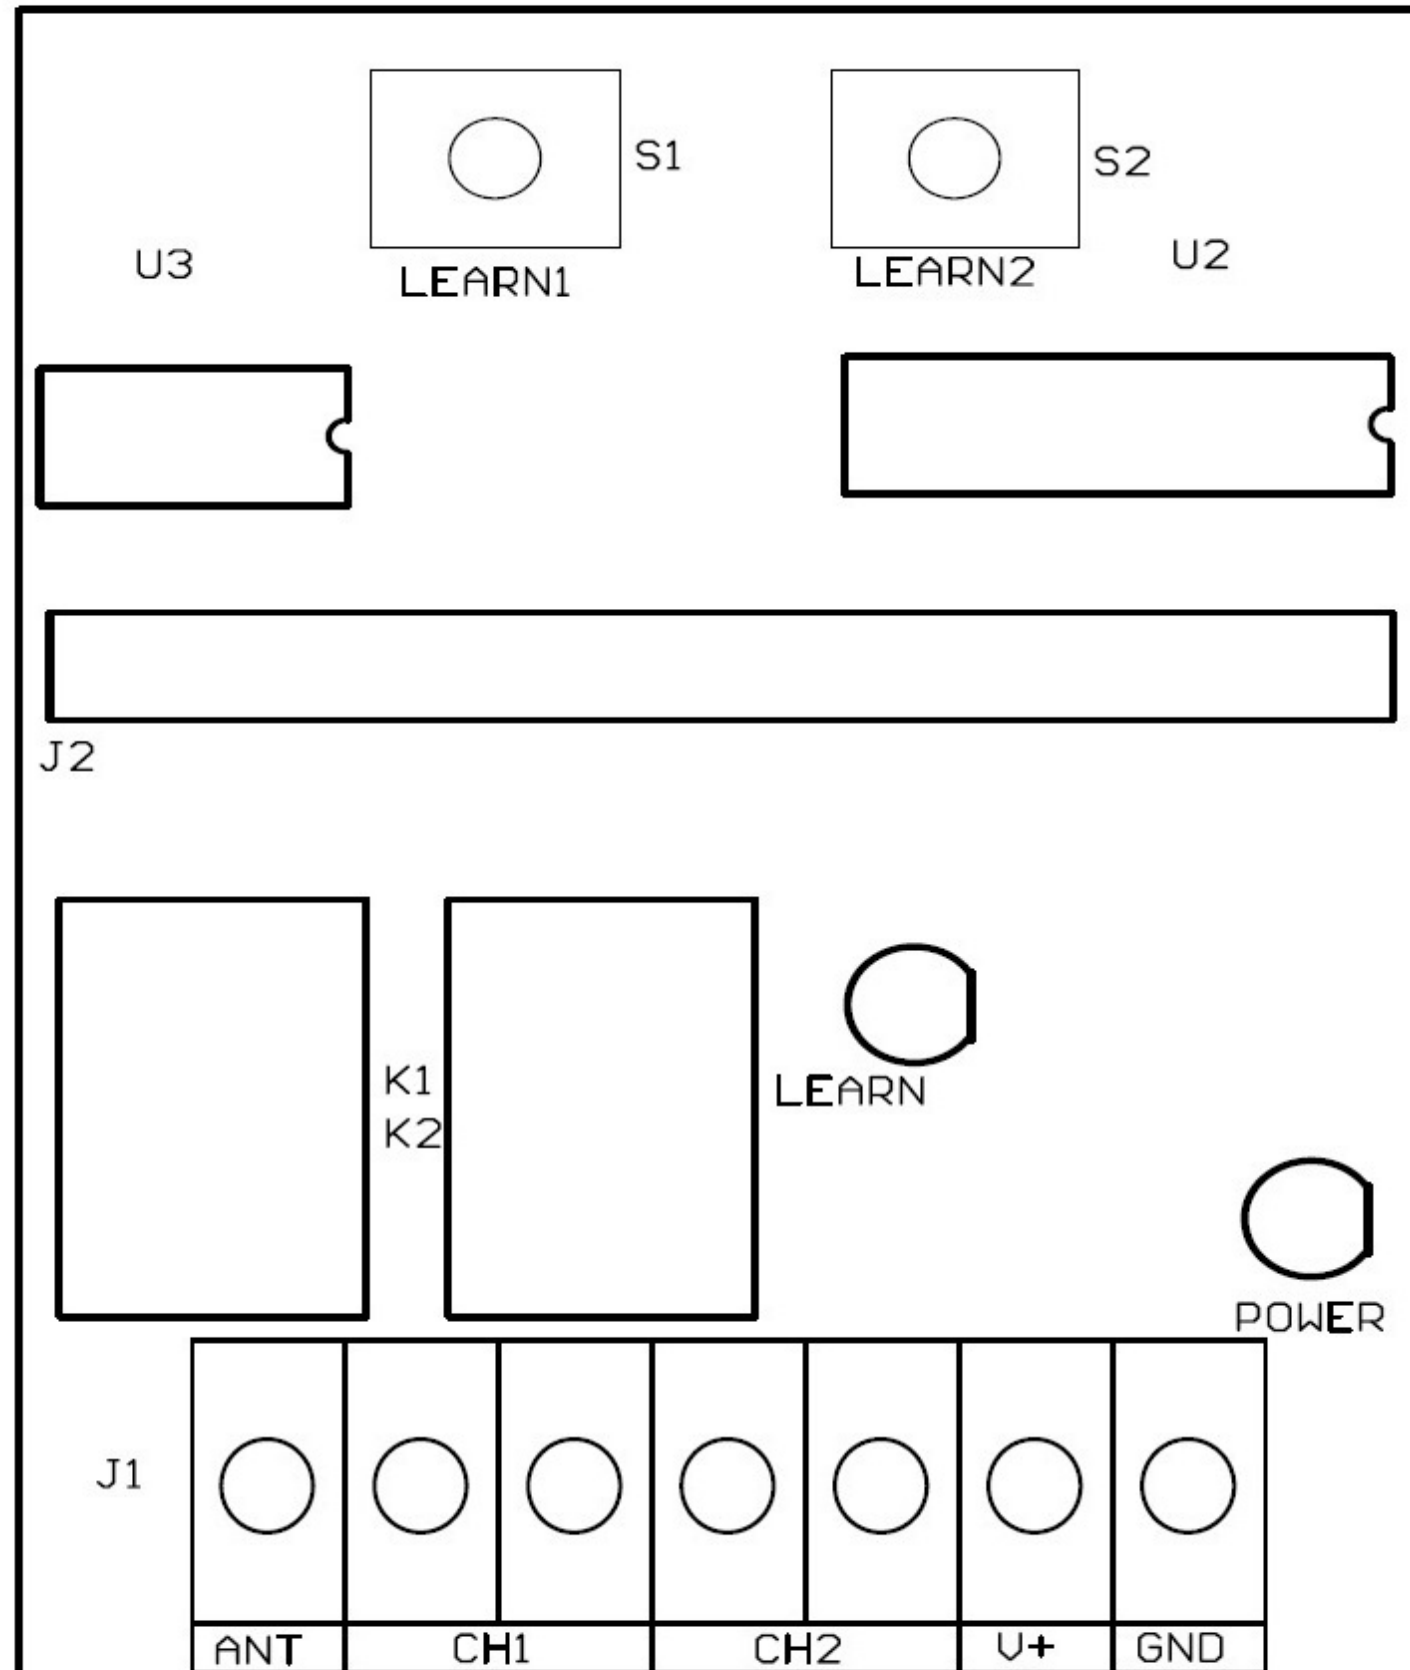 S1
S2
U3
U2
LEARN1
LEARN2
J2
K1
K2
LEARN
POWER
J1
ANT CH1 CH2 V+ GND